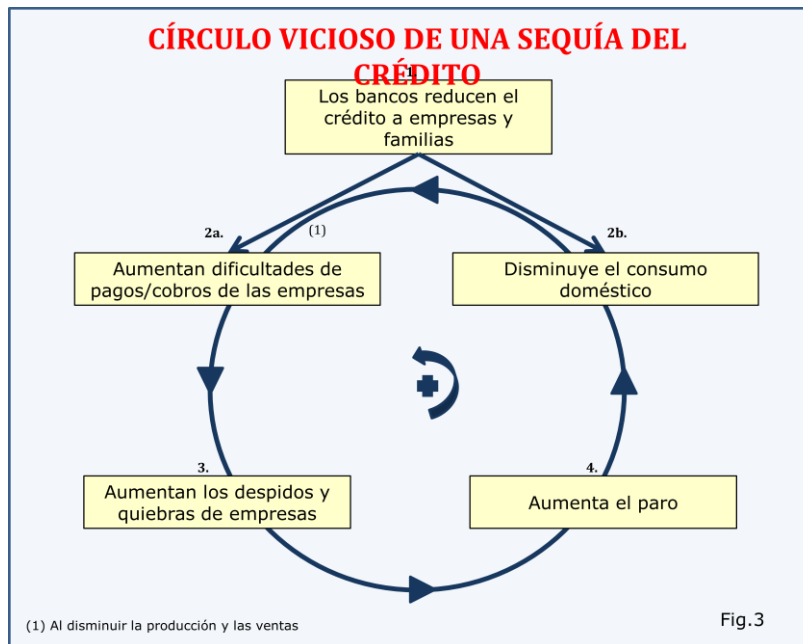 CÍRCULO VICIOSO DE UNA SEQUÍA DEL
CRÉDITO
1.
Los bancos reducen el
crédito a empresas y
familias
2a.
(1)
2b.
Aumentan dificultades de
pagos/cobros de las empresas
Disminuye el consumo
doméstico
3.
4.
Aumentan los despidos y
quiebras de empresas
Aumenta el paro
(1) Al disminuir la producción y las ventas
Fig.3